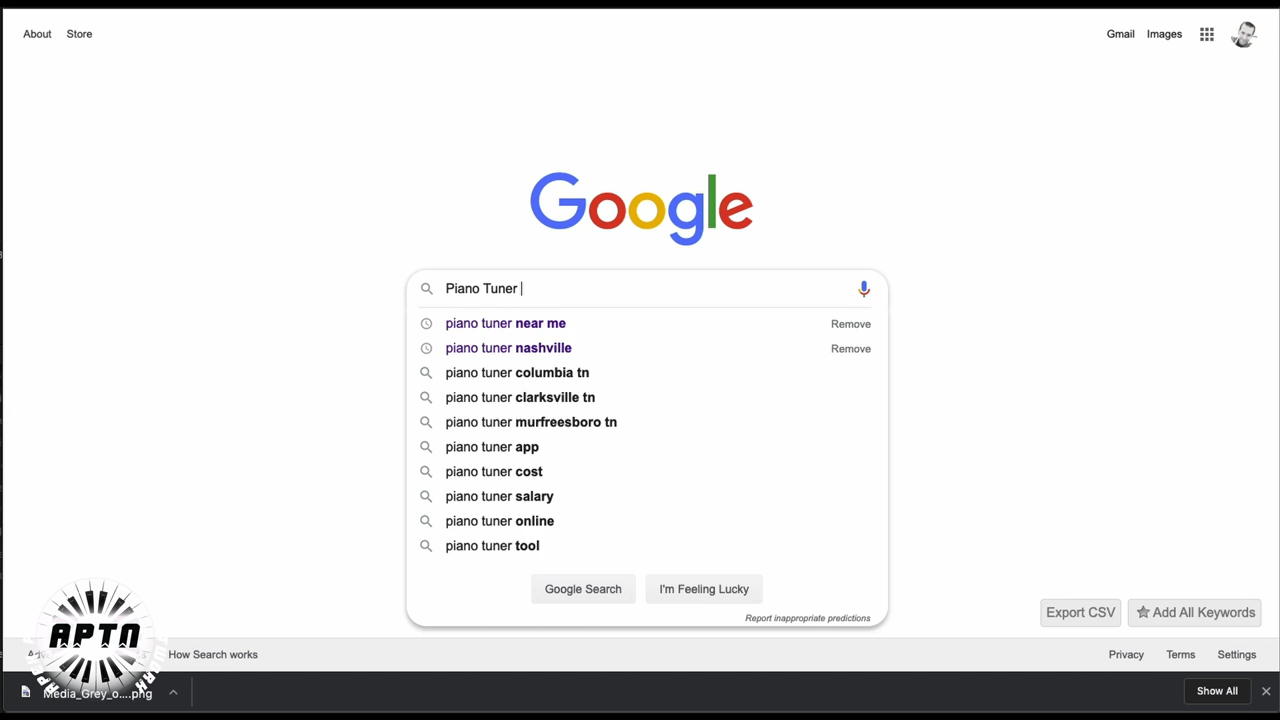 About Store
Gmail Images
Google
Piano Tuner
piano tuner near me Remove
piano tuner nashville Remove
piano tuner columbia tn
piano tuner clarksville tn
piano tuner murfreesboro tn
piano tuner app
piano tuner cost
piano tuner salary
piano tuner online
piano tuner tool
Google Search I'm Feeling Lucky
Report inappropriate predictions
Export CSV Add All Keywords
APTN
How Search works
Privacy Terms Settings
Media_Grey_o....png
Show All